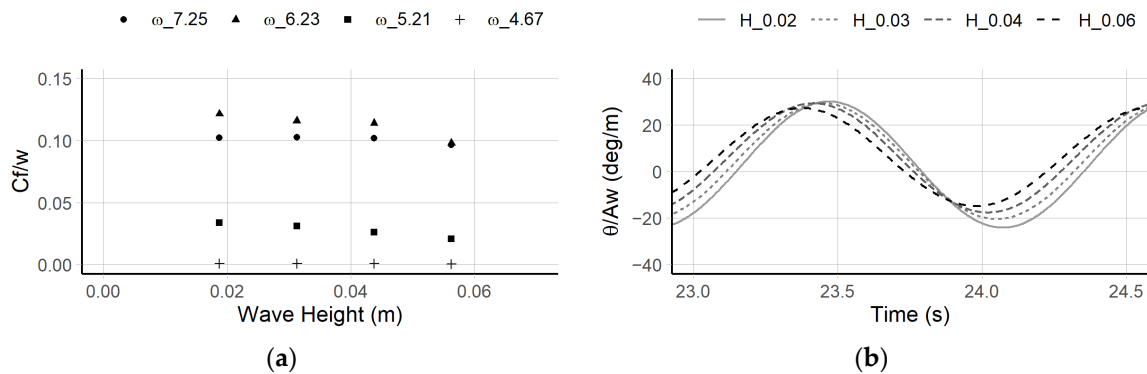 ω_7.25 ω_6.23 ω_5.21 ω_4.67
Cf/w
0.15
0.10
0.05
0.00
0.00 0.02 0.04 0.06
Wave Height (m)
(a)
H_0.02 H_0.03 H_0.04 H_0.06
θ/Aw (deg/m)
40
20
0
−20
−40
23.0 23.5 24.0 24.5
Time (s)
(b)